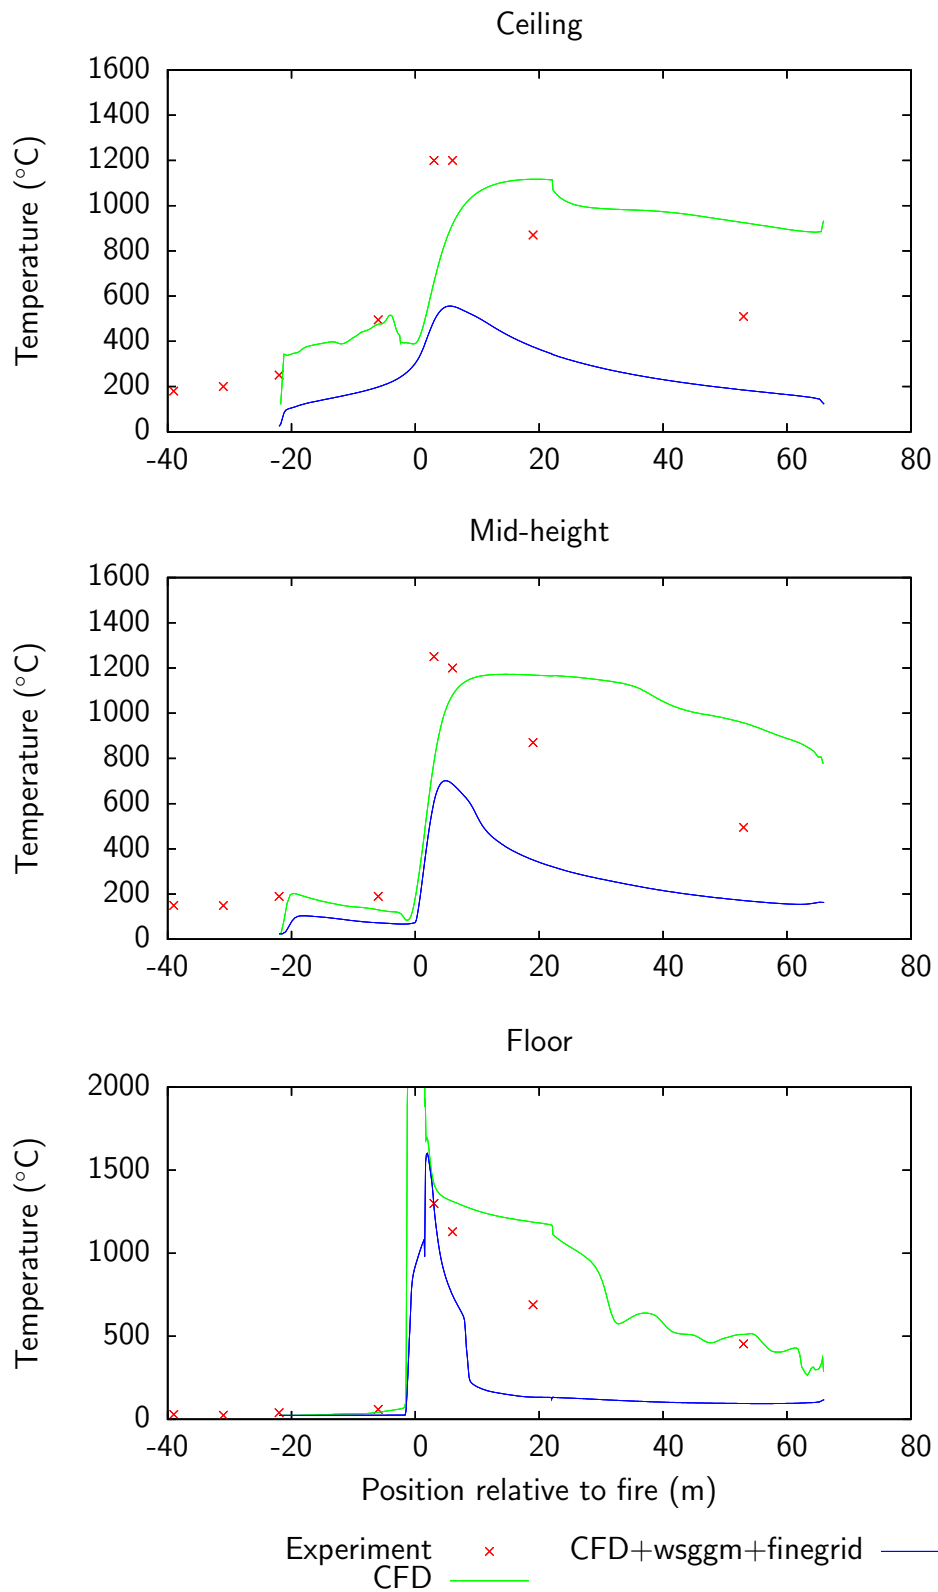 Ceiling
1600
1400
1200
1000
800
600
400
200
0
Temperature (°C)
-40 -20 0 20 40 60 80
Mid-height
1600
1400
1200
1000
800
600
400
200
0
Temperature (°C)
-40 -20 0 20 40 60 80
Floor
2000
1500
1000
500
0
Temperature (°C)
-40 -20 0 20 40 60 80
Position relative to fire (m)
Experiment CFD+wsggm+finegrid
CFD